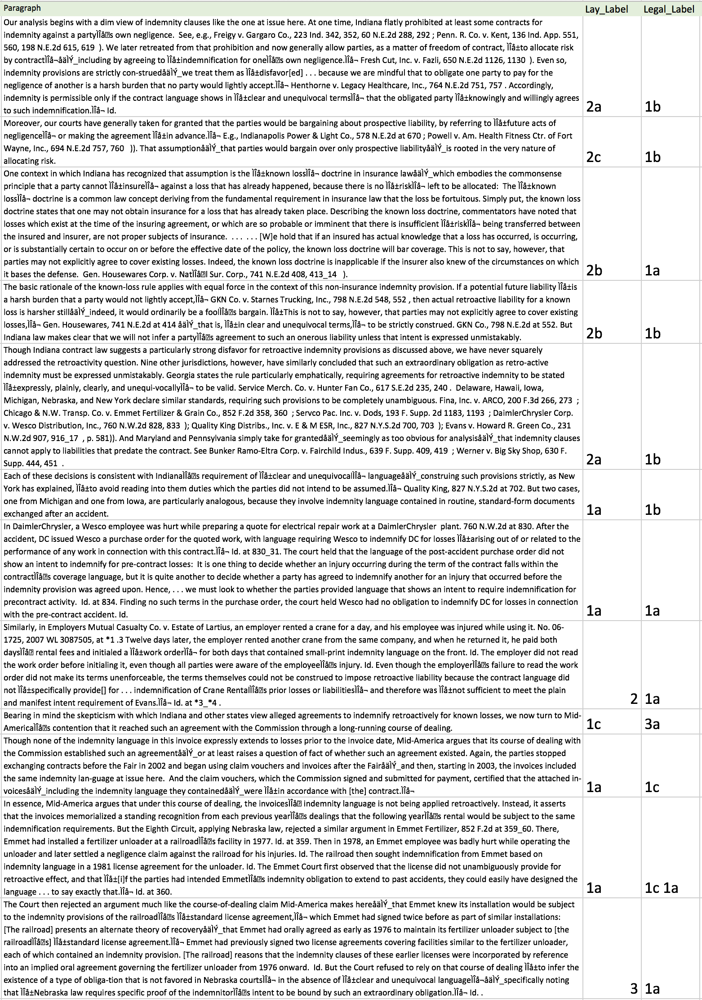 Paragraph Lay_Label Legal_Label
Our analysis begins with a dim view of indemnity clauses like the one at issue here. At one time, Indiana flatly prohibited at least some contracts for
indemnity against a partyÌÎå�s own negligence.  See, e.g., Freigy v. Gargaro Co., 223 Ind. 342, 352, 60 N.E.2d 288, 292 ; Penn. R. Co. v. Kent, 136 Ind. App. 551,
560, 198 N.E.2d 615, 619  ). We later retreated from that prohibition and now generally allow parties, as a matter of freedom of contract, ÌÎå±to allocate risk
by contractÌÎå¬åäÌÝ_including by agreeing to ÌÎå±indemnification for oneÌÎå�s own negligence.ÌÎå¬ Fresh Cut, Inc. v. Fazli, 650 N.E.2d 1126, 1130  ). Even so,
indemnity provisions are strictly con-struedåäÌÝ_we treat them as ÌÎå±disfavor[ed] . . . because we are mindful that to obligate one party to pay for the
negligence of another is a harsh burden that no party would lightly accept.ÌÎå¬ Henthorne v. Legacy Healthcare, Inc., 764 N.E.2d 751, 757 . Accordingly,
indemnity is permissible only if the contract language shows in ÌÎå±clear and unequivocal termsÌÎå¬ that the obligated party ÌÎå±knowingly and willingly agrees
to such indemnification.ÌÎå¬ Id. 2a 1b
Moreover, our courts have generally taken for granted that the parties would be bargaining about prospective liability, by referring to ÌÎå±future acts of
negligenceÌÎå¬ or making the agreement ÌÎå±in advance.ÌÎå¬ E.g., Indianapolis Power & Light Co., 578 N.E.2d at 670 ; Powell v. Am. Health Fitness Ctr. of Fort
Wayne, Inc., 694 N.E.2d 757, 760   )). That assumptionåäÌÝ_that parties would bargain over only prospective liabilityåäÌÝ_is rooted in the very nature of
allocating risk. 2c 1b
One context in which Indiana has recognized that assumption is the ÌÎå±known lossÌÎå¬ doctrine in insurance lawåäÌÝ_which embodies the commonsense
principle that a party cannot ÌÎå±insureÌÎå¬ against a loss that has already happened, because there is no ÌÎå±riskÌÎå¬ left to be allocated:  The ÌÎå±known
lossÌÎå¬ doctrine is a common law concept deriving from the fundamental requirement in insurance law that the loss be fortuitous. Simply put, the known loss
doctrine states that one may not obtain insurance for a loss that has already taken place. Describing the known loss doctrine, commentators have noted that
losses which exist at the time of the insuring agreement, or which are so probable or imminent that there is insufficient ÌÎå±riskÌÎå¬ being transferred between
the insured and insurer, are not proper subjects of insurance.  . . . . . . [W]e hold that if an insured has actual knowledge that a loss has occurred, is occurring,
or is substantially certain to occur on or before the effective date of the policy, the known loss doctrine will bar coverage. This is not to say, however, that
parties may not explicitly agree to cover existing losses. Indeed, the known loss doctrine is inapplicable if the insurer also knew of the circumstances on which
it bases the defense.  Gen. Housewares Corp. v. NatÌÎå�l Sur. Corp., 741 N.E.2d 408, 413_14   ). 2b 1a
The basic rationale of the known-loss rule applies with equal force in the context of this non-insurance indemnity provision. If a potential future liability ÌÎå±is
a harsh burden that a party would not lightly accept,ÌÎå¬ GKN Co. v. Starnes Trucking, Inc., 798 N.E.2d 548, 552 , then actual retroactive liability for a known
loss is harsher stillåäÌÝ_indeed, it would ordinarily be a foolÌÎå�s bargain. ÌÎå±This is not to say, however, that parties may not explicitly agree to cover existing
losses,ÌÎå¬ Gen. Housewares, 741 N.E.2d at 414 åäÌÝ_that is, ÌÎå±in clear and unequivocal terms,ÌÎå¬ to be strictly construed. GKN Co., 798 N.E.2d at 552. But
Indiana law makes clear that we will not infer a partyÌÎå�s agreement to such an onerous liability unless that intent is expressed unmistakably. 2b 1b
Though Indiana contract law suggests a particularly strong disfavor for retroactive indemnity provisions as discussed above, we have never squarely
addressed the retroactivity question. Nine other jurisdictions, however, have similarly concluded that such an extraordinary obligation as retro-active
indemnity must be expressed unmistakably. Georgia states the rule particularly emphatically, requiring agreements for retroactive indemnity to be stated
ÌÎå±expressly, plainly, clearly, and unequi-vocallyÌÎå¬ to be valid. Service Merch. Co. v. Hunter Fan Co., 617 S.E.2d 235, 240 .  Delaware, Hawaii, Iowa,
Michigan, Nebraska, and New York declare similar standards, requiring such provisions to be completely unambiguous. Fina, Inc. v. ARCO, 200 F.3d 266, 273  ;
Chicago & N.W. Transp. Co. v. Emmet Fertilizer & Grain Co., 852 F.2d 358, 360  ; Servco Pac. Inc. v. Dods, 193 F. Supp. 2d 1183, 1193  ; DaimlerChrysler Corp.
v. Wesco Distribution, Inc., 760 N.W.2d 828, 833  ); Quality King Distribs., Inc. v. E & M ESR, Inc., 827 N.Y.S.2d 700, 703  ); Evans v. Howard R. Green Co., 231
N.W.2d 907, 916_17  , p. 581)). And Maryland and Pennsylvania simply take for grantedåäÌÝ_seemingly as too obvious for analysisåäÌÝ_that indemnity clauses
cannot apply to liabilities that predate the contract. See Bunker Ramo-Eltra Corp. v. Fairchild Indus., 639 F. Supp. 409, 419  ; Werner v. Big Sky Shop, 630 F.
Supp. 444, 451  . 2a 1b
Each of these decisions is consistent with IndianaÌÎå�s requirement of ÌÎå±clear and unequivocalÌÎå¬ languageåäÌÝ_construing such provisions strictly, as New
York has explained, ÌÎå±to avoid reading into them duties which the parties did not intend to be assumed.ÌÎå¬ Quality King, 827 N.Y.S.2d at 702. But two cases,
one from Michigan and one from Iowa, are particularly analogous, because they involve indemnity language contained in routine, standard-form documents
exchanged after an accident. 1a 1b
In DaimlerChrysler, a Wesco employee was hurt while preparing a quote for electrical repair work at a DaimlerChrysler  plant. 760 N.W.2d at 830. After the
accident, DC issued Wesco a purchase order for the quoted work, with language requiring Wesco to indemnify DC for losses ÌÎå±arising out of or related to the
performance of any work in connection with this contract.ÌÎå¬ Id. at 830_31. The court held that the language of the post-accident purchase order did not
show an intent to indemnify for pre-contract losses:  It is one thing to decide whether an injury occurring during the term of the contract falls within the
contractÌÎå�s coverage language, but it is quite another to decide whether a party has agreed to indemnify another for an injury that occurred before the
indemnity provision was agreed upon. Hence, . . . we must look to whether the parties provided language that shows an intent to require indemnification for
precontract activity.  Id. at 834. Finding no such terms in the purchase order, the court held Wesco had no obligation to indemnify DC for losses in connection
with the pre-contract accident. Id. 1a 1a
Similarly, in Employers Mutual Casualty Co. v. Estate of Lartius, an employer rented a crane for a day, and his employee was injured while using it. No. 06-
1725, 2007 WL 3087505, at *1 .3 Twelve days later, the employer rented another crane from the same company, and when he returned it, he paid both
daysÌÎå� rental fees and initialed a ÌÎå±work orderÌÎå¬ for both days that contained small-print indemnity language on the front. Id. The employer did not read
the work order before initialing it, even though all parties were aware of the employeeÌÎå�s injury. Id. Even though the employerÌÎå�s failure to read the work
order did not make its terms unenforceable, the terms themselves could not be construed to impose retroactive liability because the contract language did
not ÌÎå±specifically provide[] for . . . indemnification of Crane RentalÌÎå�s prior losses or liabilitiesÌÎå¬ and therefore was ÌÎå±not sufficient to meet the plain
and manifest intent requirement of Evans.ÌÎå¬ Id. at *3_*4 . 2 1a
Bearing in mind the skepticism with which Indiana and other states view alleged agreements to indemnify retroactively for known losses, we now turn to Mid-
AmericaÌÎå�s contention that it reached such an agreement with the Commission through a long-running course of dealing. 1c 3a
Though none of the indemnity language in this invoice expressly extends to losses prior to the invoice date, Mid-America argues that its course of dealing with
the Commission established such an agreementåäÌÝ_or at least raises a question of fact of whether such an agreement existed. Again, the parties stopped
exchanging contracts before the Fair in 2002 and began using claim vouchers and invoices after the FairåäÌÝ_and then, starting in 2003, the invoices included
the same indemnity lan-guage at issue here.  And the claim vouchers, which the Commission signed and submitted for payment, certified that the attached in-
voicesåäÌÝ_including the indemnity language they containedåäÌÝ_were ÌÎå±in accordance with [the] contract.ÌÎå¬ 1a 1c
In essence, Mid-America argues that under this course of dealing, the invoicesÌÎå� indemnity language is not being applied retroactively. Instead, it asserts
that the invoices memorialized a standing recognition from each previous yearÌÎå�s dealings that the following yearÌÎå�s rental would be subject to the same
indemnification requirements. But the Eighth Circuit, applying Nebraska law, rejected a similar argument in Emmet Fertilizer, 852 F.2d at 359_60. There,
Emmet had installed a fertilizer unloader at a railroadÌÎå�s facility in 1977. Id. at 359. Then in 1978, an Emmet employee was badly hurt while operating the
unloader and later settled a negligence claim against the railroad for his injuries. Id. The railroad then sought indemnification from Emmet based on
indemnity language in a 1981 license agreement for the unloader. Id. The Emmet Court first observed that the license did not unambiguously provide for
retroactive effect, and that ÌÎå±[i]f the parties had intended EmmetÌÎå�s indemnity obligation to extend to past accidents, they could easily have designed the
language . . . to say exactly that.ÌÎå¬ Id. at 360. 1a 1c 1a
The Court then rejected an argument much like the course-of-dealing claim Mid-America makes hereåäÌÝ_that Emmet knew its installation would be subject
to the indemnity provisions of the railroadÌÎå�s ÌÎå±standard license agreement,ÌÎå¬ which Emmet had signed twice before as part of similar installations:
[The railroad] presents an alternate theory of recoveryåäÌÝ_that Emmet had orally agreed as early as 1976 to maintain its fertilizer unloader subject to [the
railroadÌÎå�s] ÌÎå±standard license agreement.ÌÎå¬ Emmet had previously signed two license agreements covering facilities similar to the fertilizer unloader,
each of which contained an indemnity provision. [The railroad] reasons that the indemnity clauses of these earlier licenses were incorporated by reference
into an implied oral agreement governing the fertilizer unloader from 1976 onward.  Id. But the Court refused to rely on that course of dealing ÌÎå±to infer the
existence of a type of obliga-tion that is not favored in Nebraska courtsÌÎå¬ in the absence of ÌÎå±clear and unequivocal languageÌÎå¬åäÌÝ_specifically noting
that ÌÎå±Nebraska law requires specific proof of the indemnitorÌÎå�s intent to be bound by such an extraordinary obligation.ÌÎå¬ Id. . 3 1a